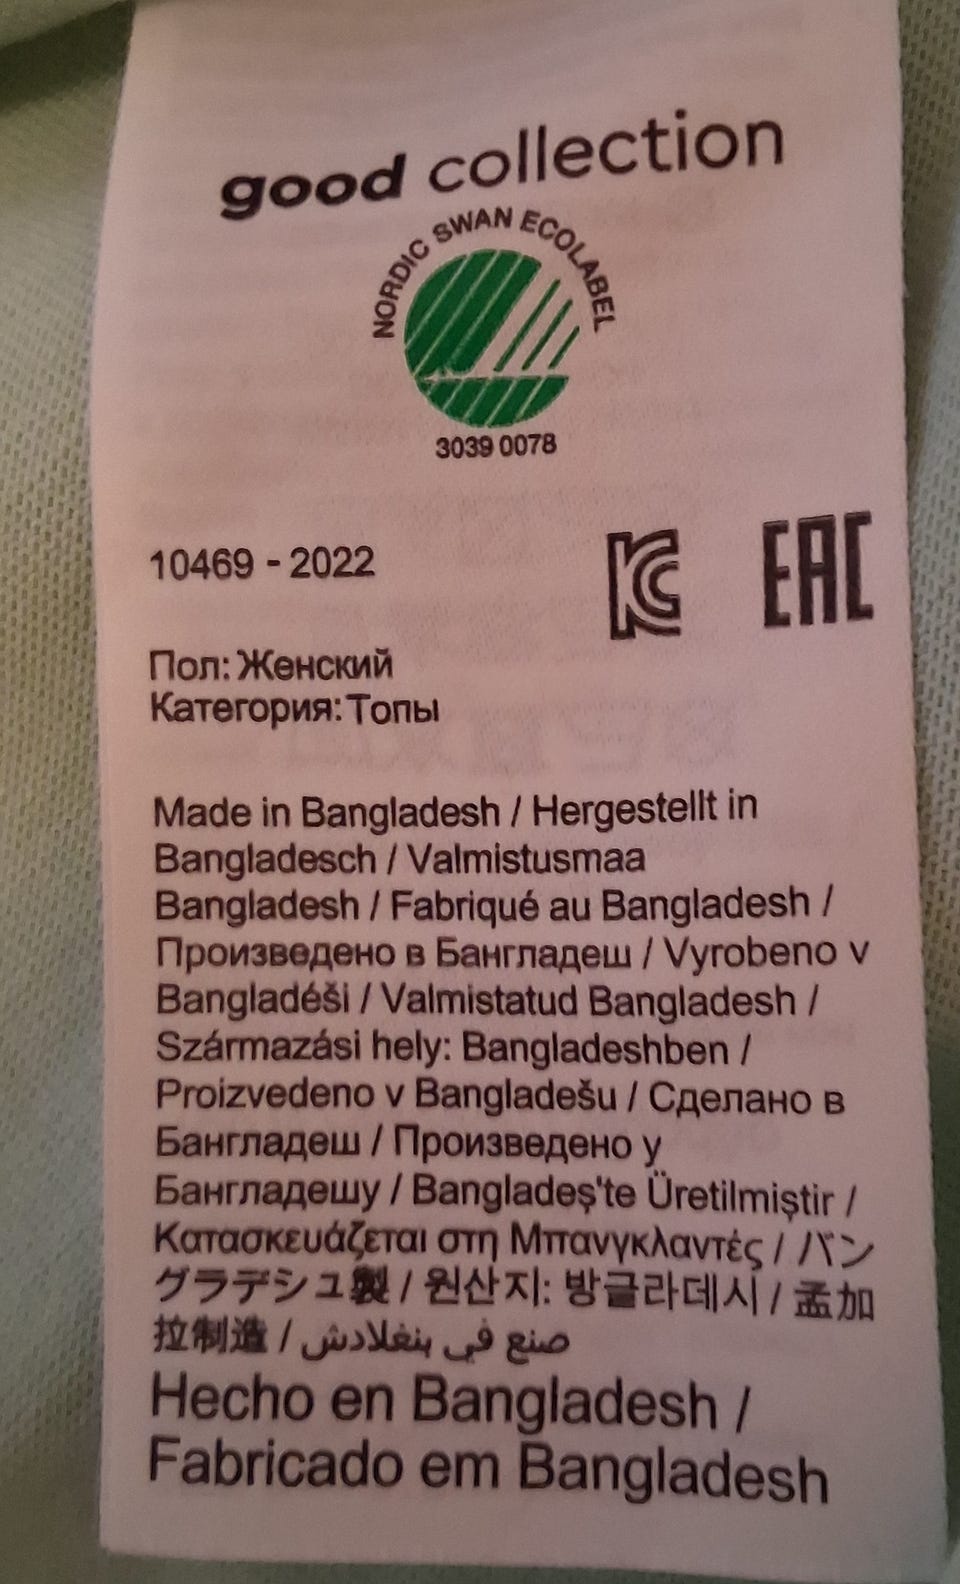 good collection
NORDIC SWAN ECOLABEL
3039 0078
10469 - 2022
KC EAC
Пол: Женский
Категория: Топы
Made in Bangladesh / Hergestellt in
Bangladesch / Valmistusmaa
Bangladesh / Fabriqué au Bangladesh /
Произведено в Бангладеш / Vyrobeno v
Bangladéši / Valmistatud Bangladesh /
Származási hely: Bangladeshben /
Proizvedeno v Bangladešu / Сделано в
Бангладеш / Произведено у
Бангладешу / Bangladeş'te Üretilmiştir /
Κατασκευάζεται στη Μπανγκλαντές / バン
グラデシュ製 / 원산지: 방글라데시 / 孟加
拉制造 / صنع في بنغلادش
Hecho en Bangladesh /
Fabricado em Bangladesh